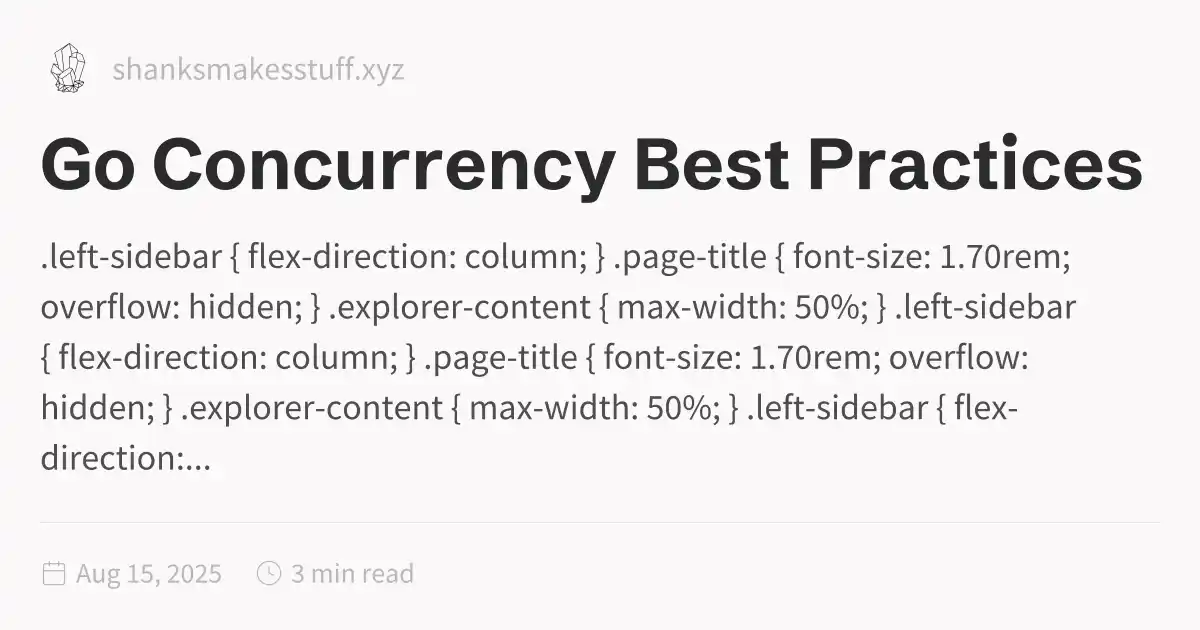 shanksmakesstuff.xyz
Go Concurrency Best Practices
.left-sidebar { flex-direction: column; } .page-title { font-size: 1.70rem;
overflow: hidden; } .explorer-content { max-width: 50%; } .left-sidebar
{ flex-direction: column; } .page-title { font-size: 1.70rem; overflow:
hidden; } .explorer-content { max-width: 50%; } .left-sidebar { flex-
direction:...
Aug 15, 2025 3 min read